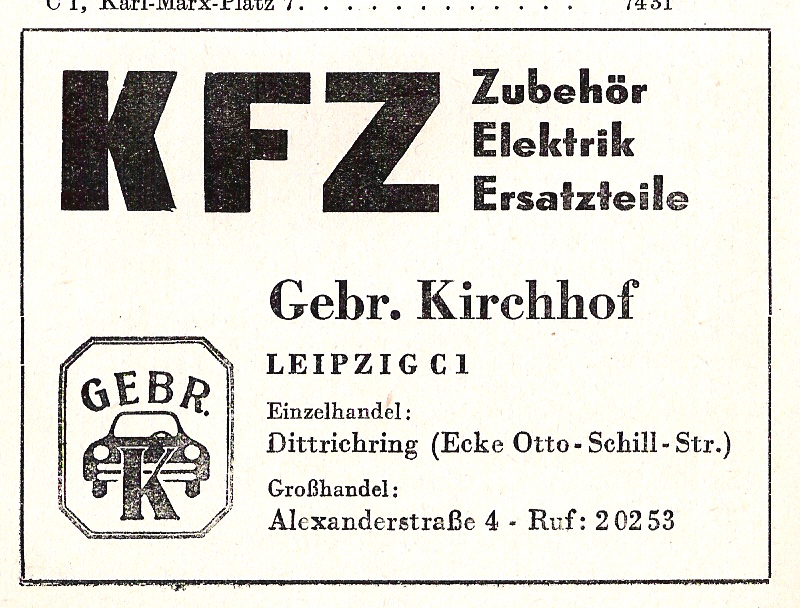 C 1, Karl-Marx-Platz 7. . . . . . . . . . . . . 7431
KFZ
Zubehör
Elektrik
Ersatzteile
Gebr. Kirchhof
LEIPZIG C 1
Einzelhandel:
Dittrichring (Ecke Otto-Schill-Str.)
Großhandel:
Alexanderstraße 4 - Ruf: 20253
GEBR.
K